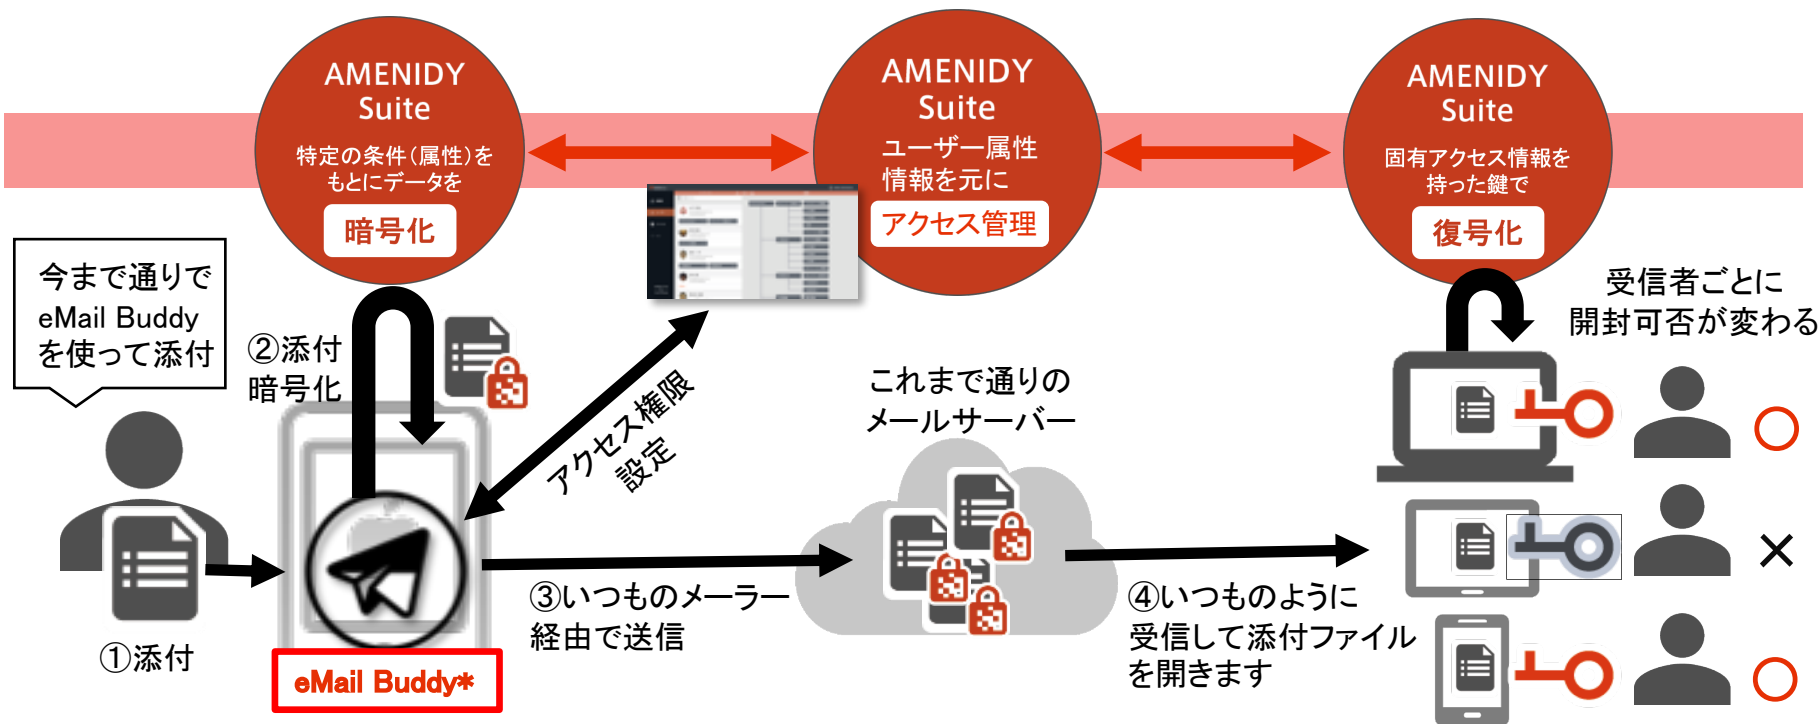 AMENIDY
Suite
特定の条件(属性)を
もとにデータを
暗号化
AMENIDY
Suite
ユーザー属性
情報を元に
アクセス管理
AMENIDY
Suite
固有アクセス情報を
持った鍵で
復号化
今まで通りで
eMail Buddy
を使って添付
②添付
暗号化
アクセス権限
設定
これまで通りの
メールサーバー
受信者ごとに
開封可否が変わる
○
×
○
①添付
eMail Buddy*
③いつものメーラー
経由で送信
④いつものように
受信して添付ファイル
を開きます